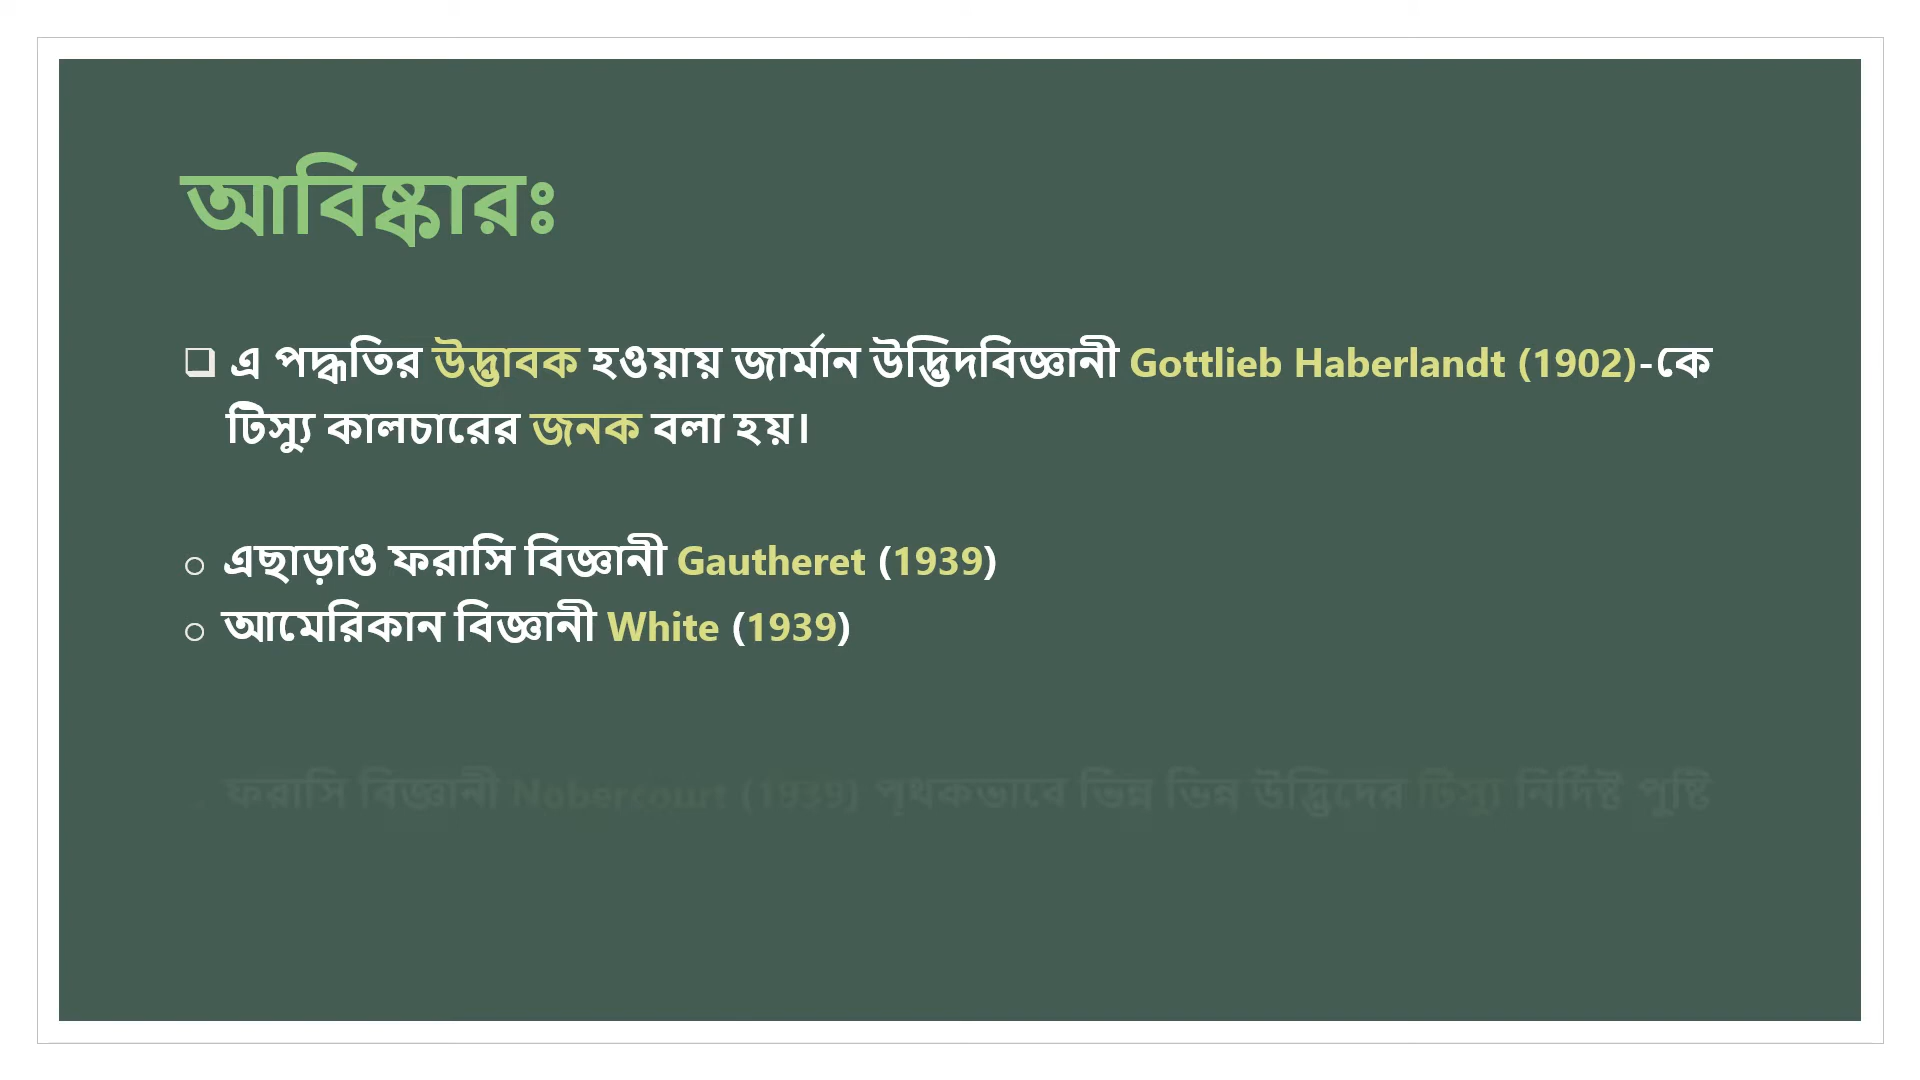 আবিষ্কারঃ
এ পদ্ধতির উদ্ভাবক হওয়ায় জার্মান উদ্ভিদবিজ্ঞানী Gottlieb Haberlandt (1902)-কে
টিস্যু কালচারের জনক বলা হয়।
এছাড়াও ফরাসি বিজ্ঞানী Gautheret (1939)
আমেরিকান বিজ্ঞানী White (1939)
ফরাসি বিজ্ঞানী Nobercourt (1939) পৃথকভাবে ভিন্ন ভিন্ন উদ্ভিদের টিস্যু নির্দিষ্ট পুষ্টি